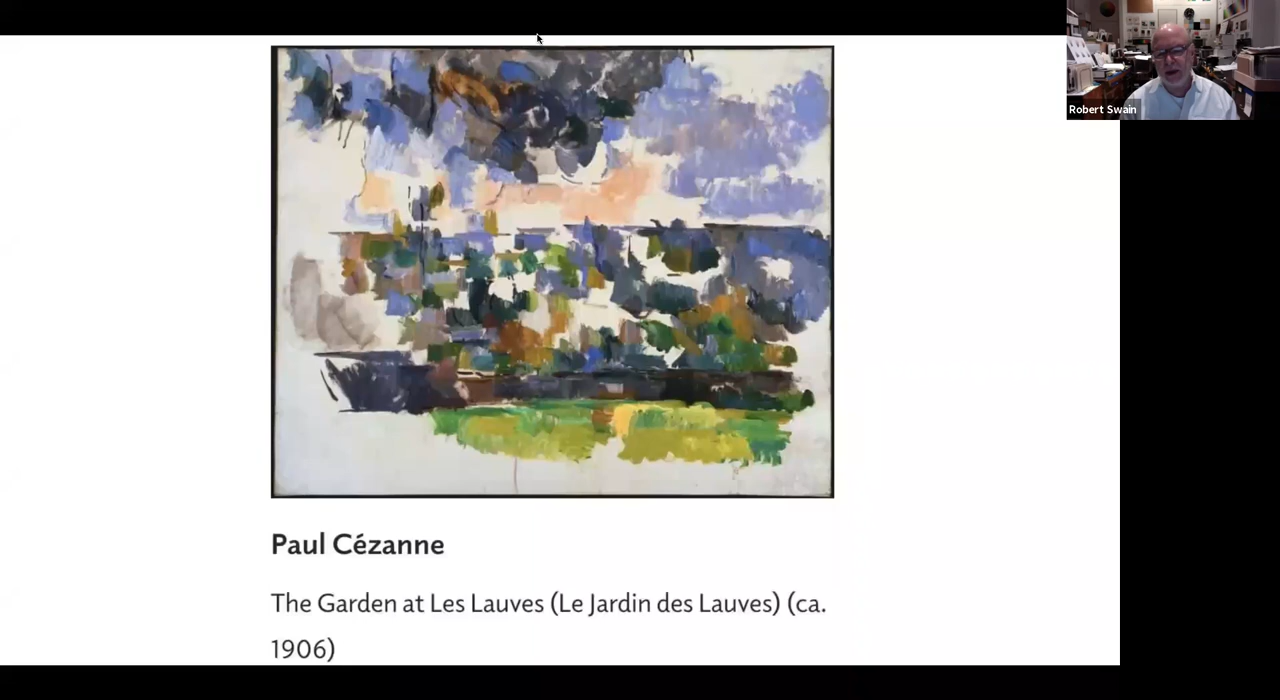 Robert Swain
Paul Cézanne
The Garden at Les Lauves (Le Jardin des Lauves) (ca.
1906)